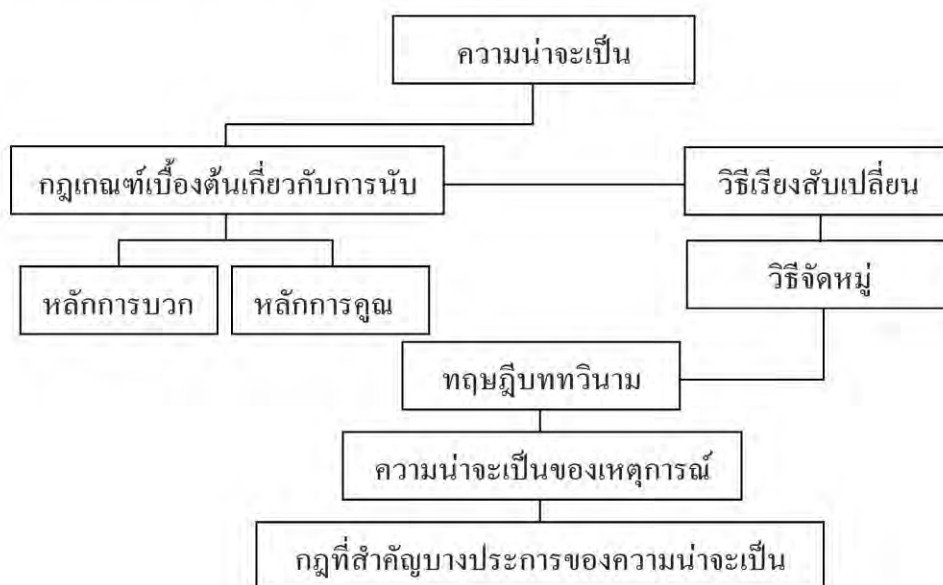 ความน่าจะเป็น
กฎเกณฑ์เบื้องต้นเกี่ยวกับการนับ
วิธีเรียงสับเปลี่ยน
หลักการบวก
หลักการคูณ
วิธีจัดหมู่
ทฤษฎีบททวินาม
ความน่าจะเป็นของเหตุการณ์
กฎที่สำคัญบางประการของความน่าจะเป็น